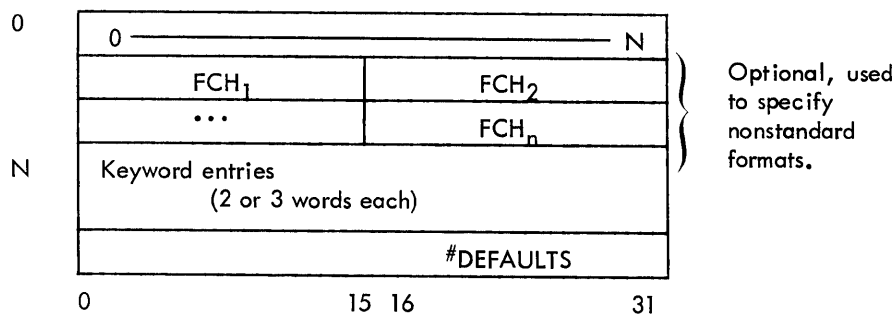 0
0 N
FCH1 FCH2
... FCHn
N Keyword entries
(2 or 3 words each)
#DEFAULTS
0 15 16 31
Optional, used
to specify
nonstandard
formats.